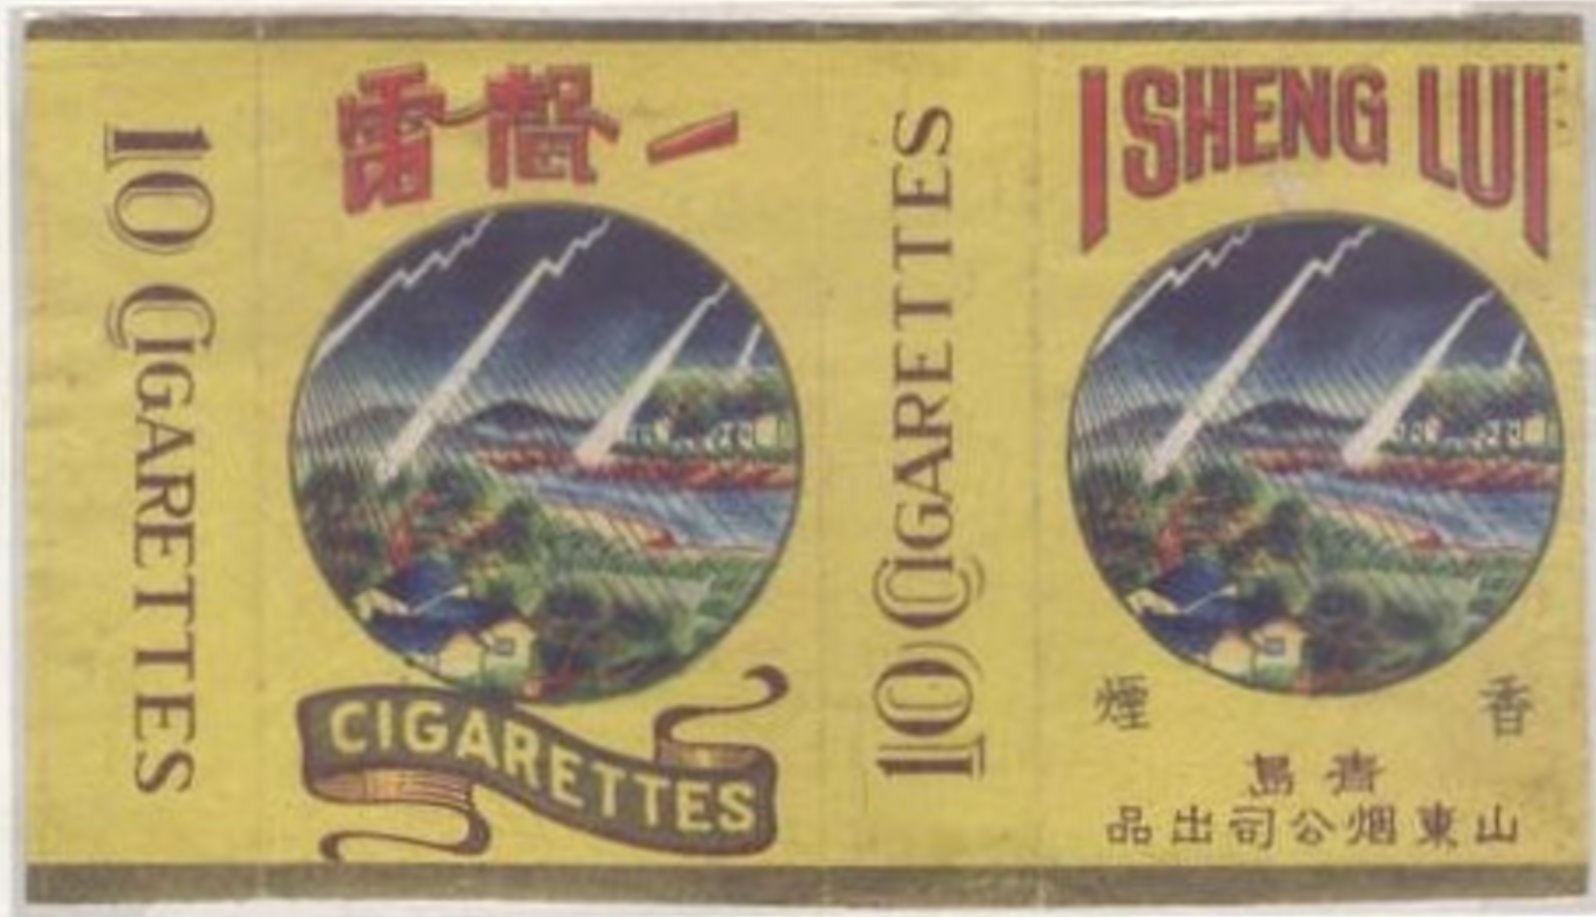 10 CIGARETTES
一聲雷
CIGARETTES
10 CIGARETTES
I SHENG LUI
香煙
青島
山東烟公司出品